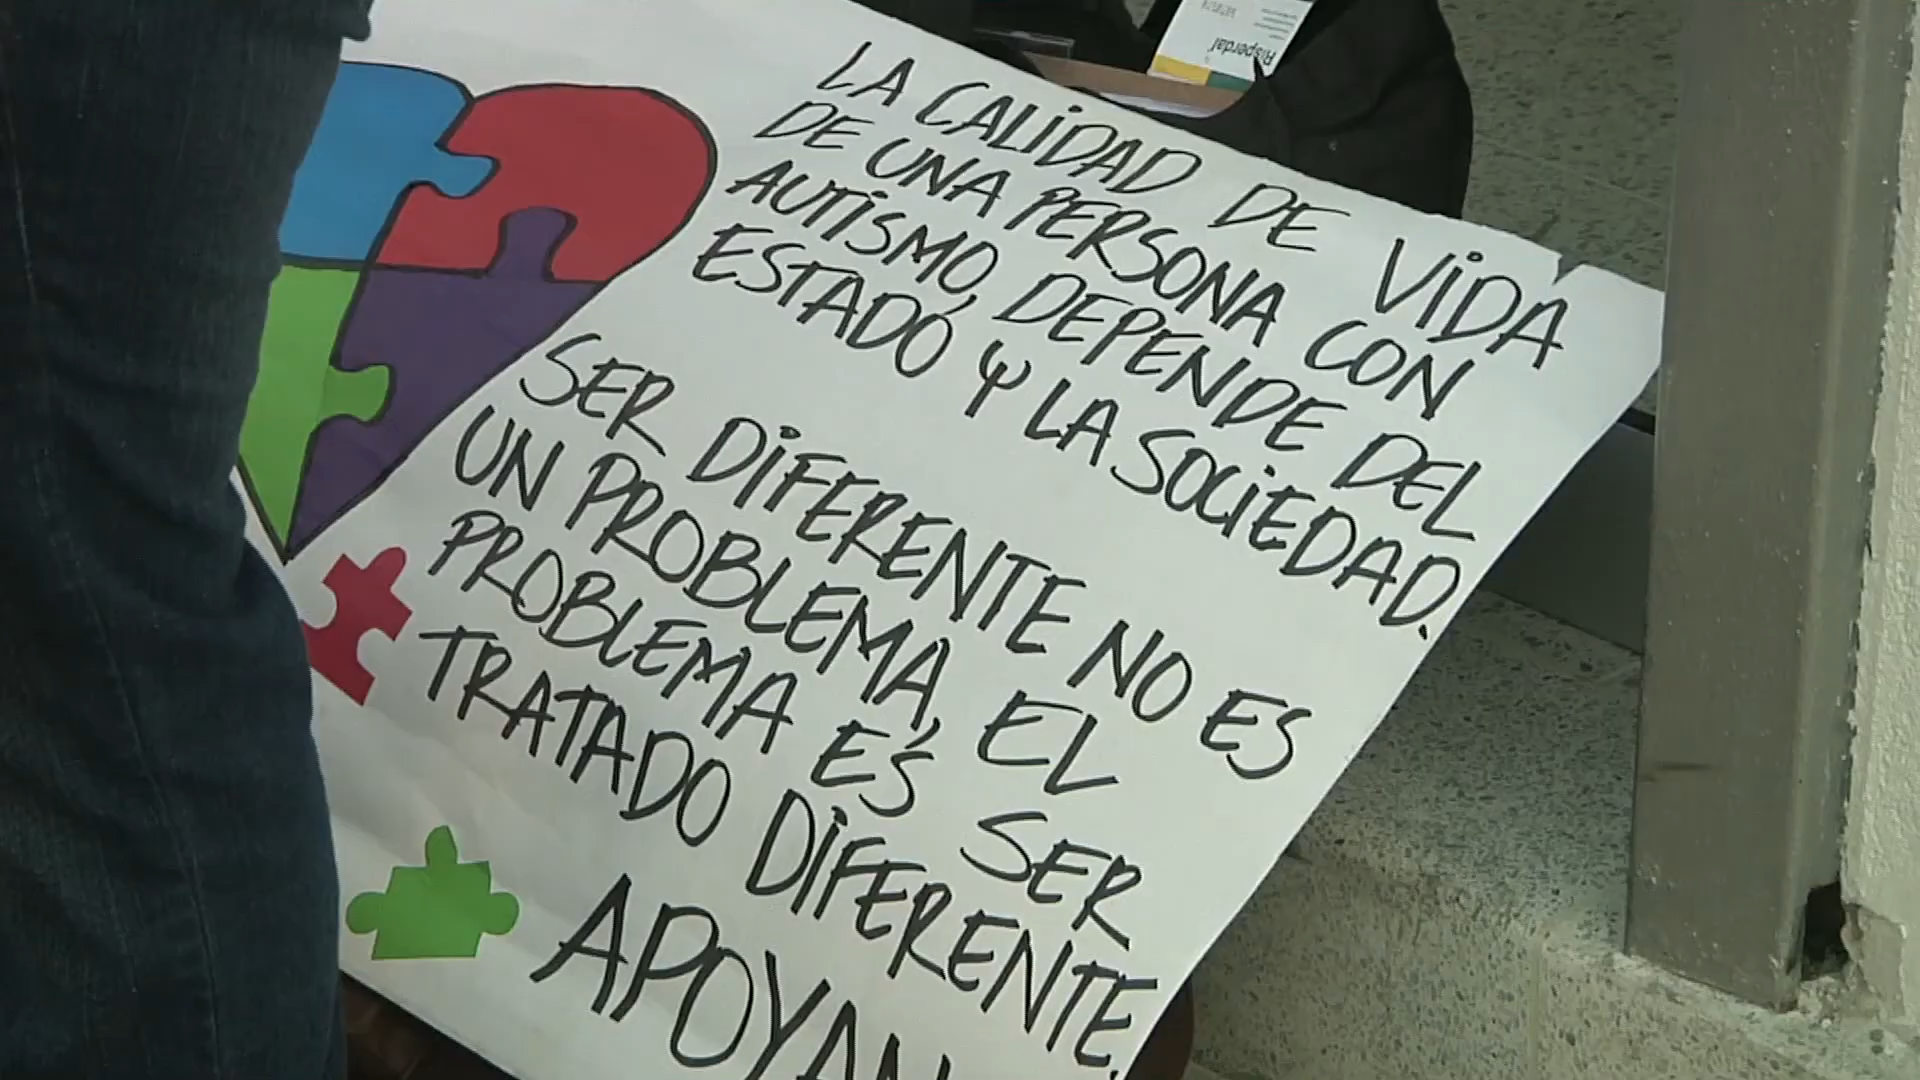 Risperdal
LA CALiDAD DE ViDA
DE UNA PERSONA CON
AUTiSMO, DEPENDE DEL
ESTADO Y LA SOCiEDAD.
SER DiFERENTE NO ES
UN PROBLEMA, EL
PROBLEMA ES SER
TRATADO DiFERENTE.